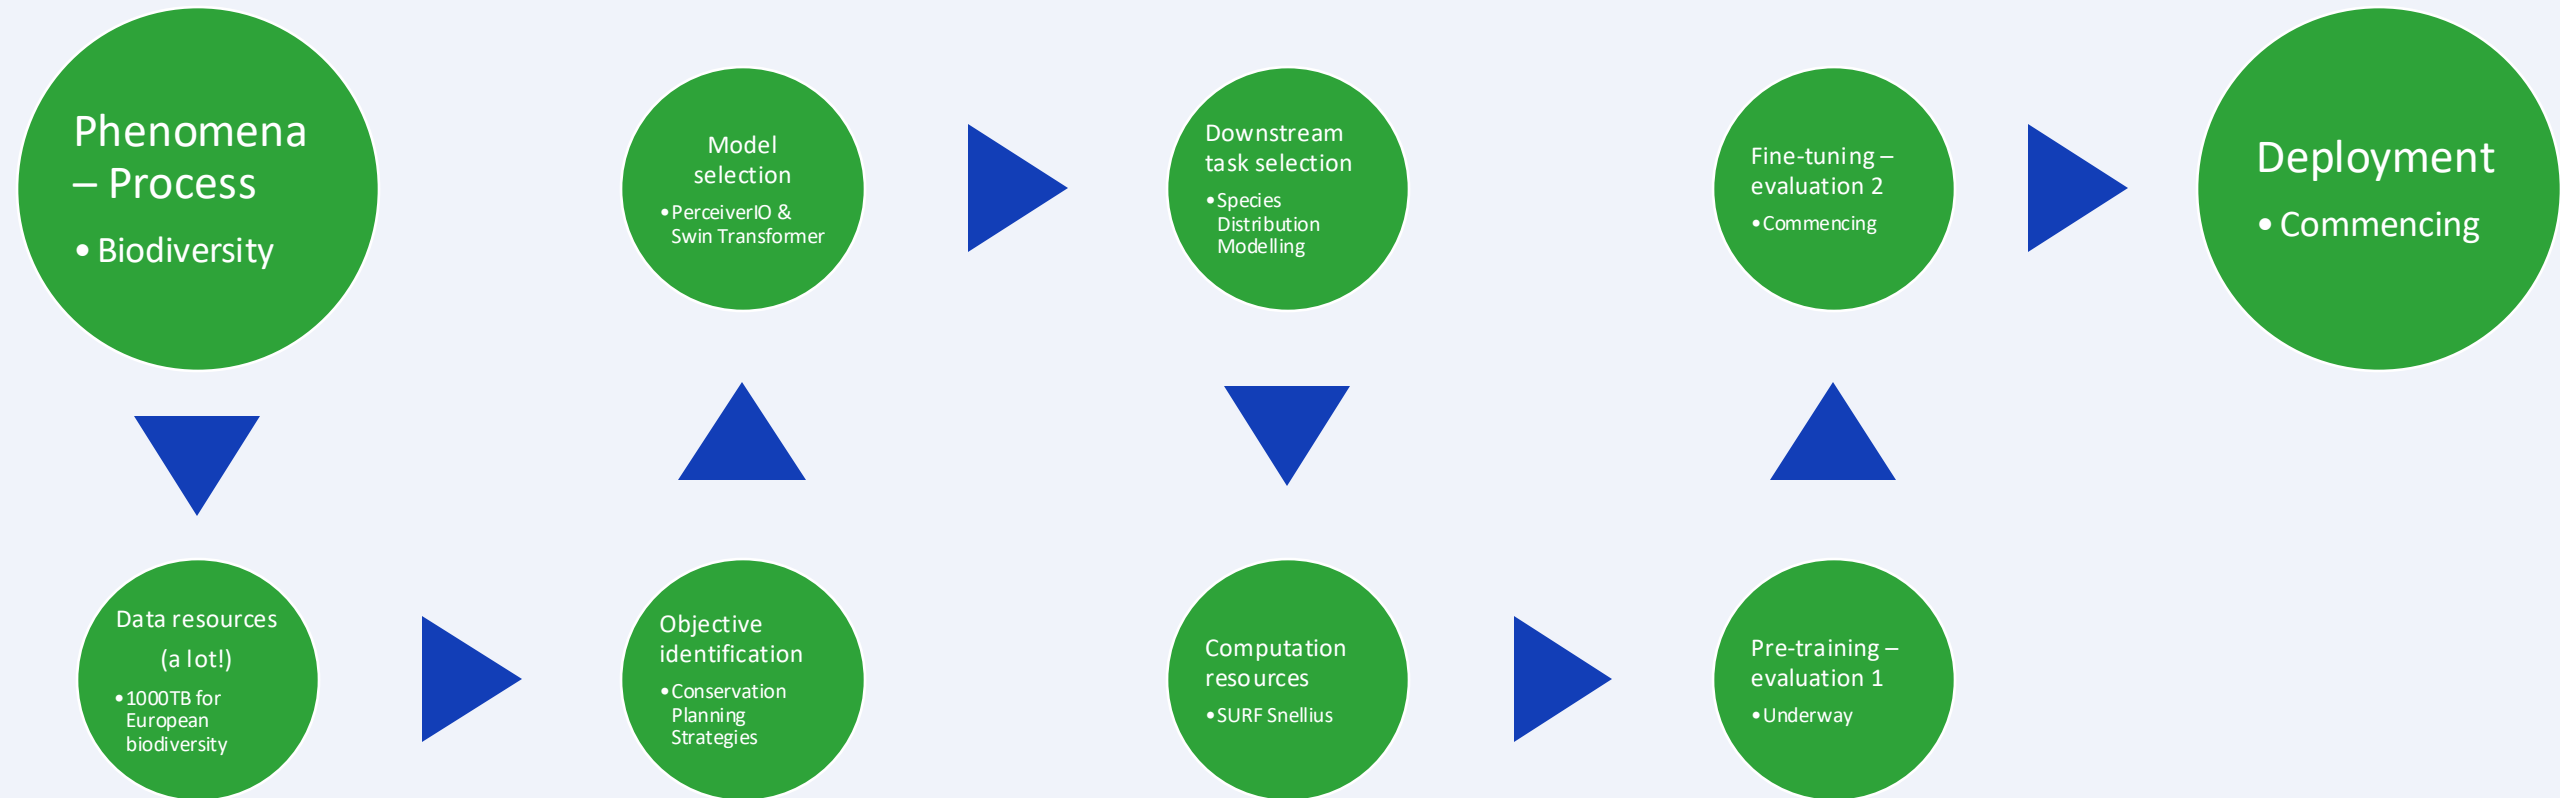 Phenomena
– Process
• Biodiversity
Data resources
(a lot!)
• 1000TB for
European
biodiversity
Objective
identification
• Conservation
Planning
Strategies
Model
selection
• PerceiverIO &
Swin Transformer
Downstream
task selection
• Species
Distribution
Modelling
Computation
resources
• SURF Snellius
Pre-training –
evaluation 1
• Underway
Fine-tuning –
evaluation 2
• Commencing
Deployment
• Commencing